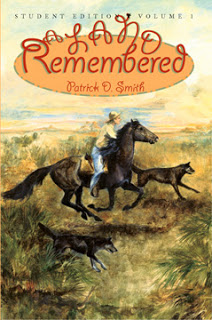 STUDENT EDITION VOLUME 1
A LAND
Remembered
Patrick D. Smith